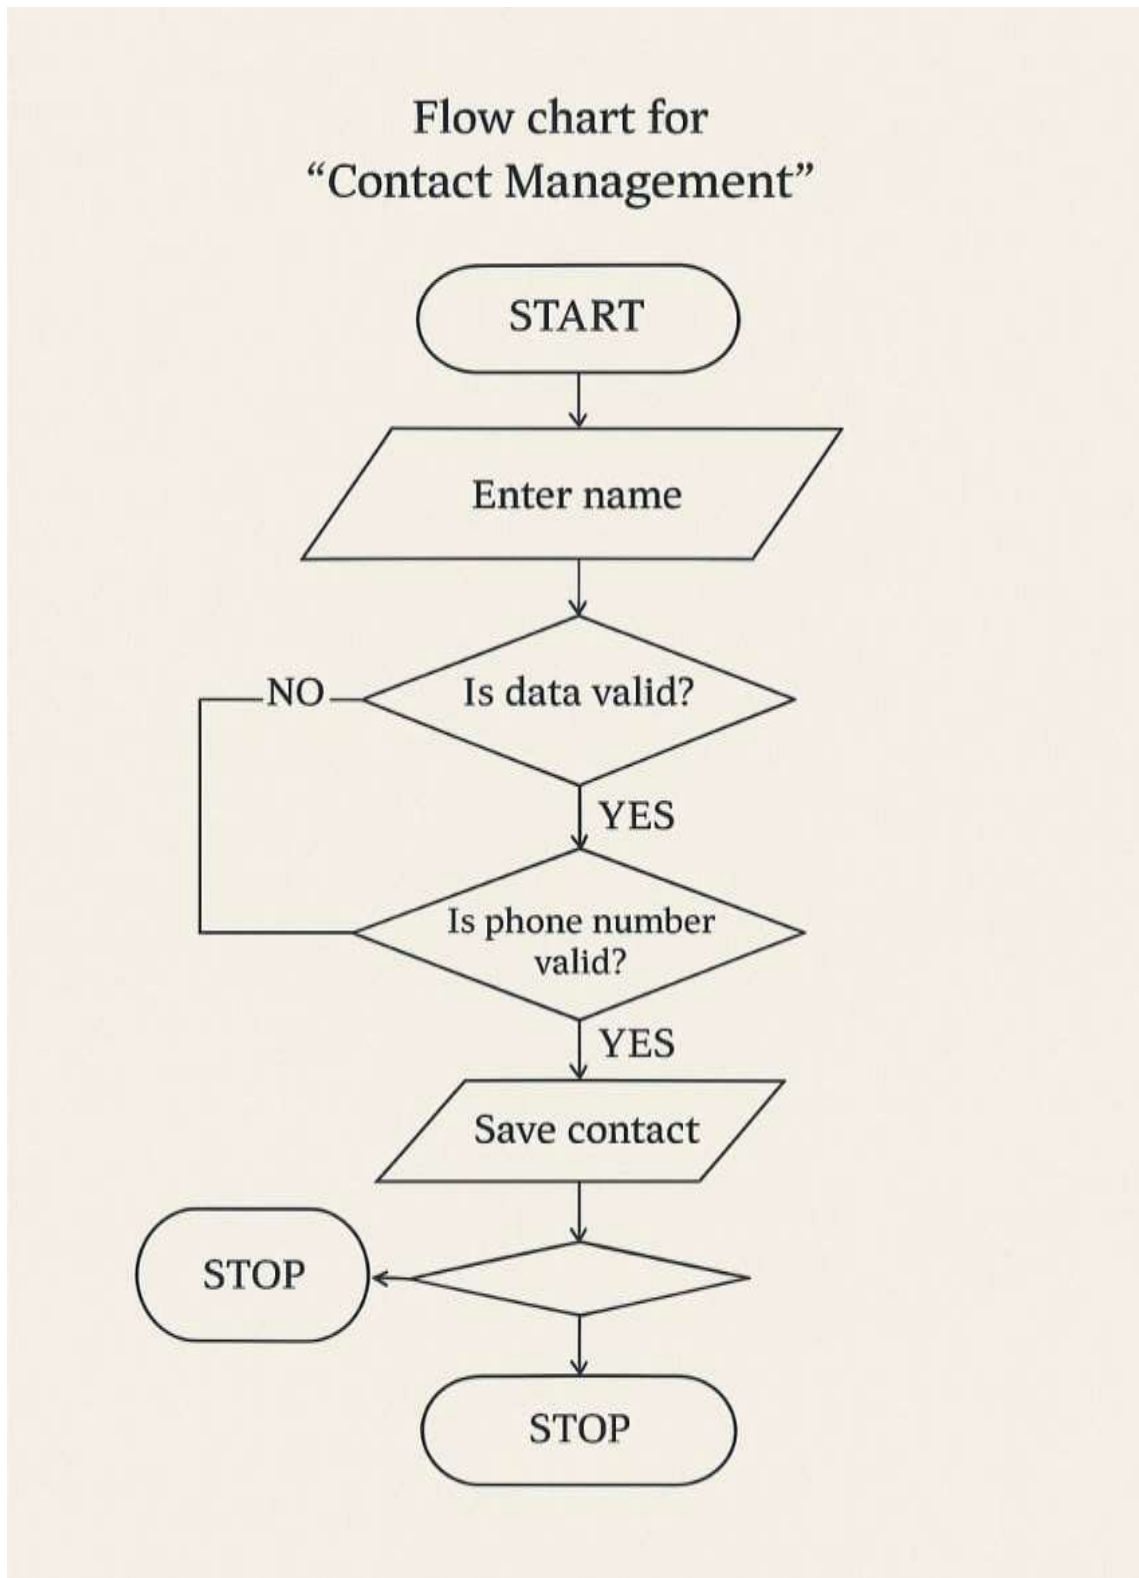 Flow chart for
“Contact Management”
START
Enter name
Is data valid?
NO
YES
Is phone number
valid?
YES
Save contact
STOP
STOP